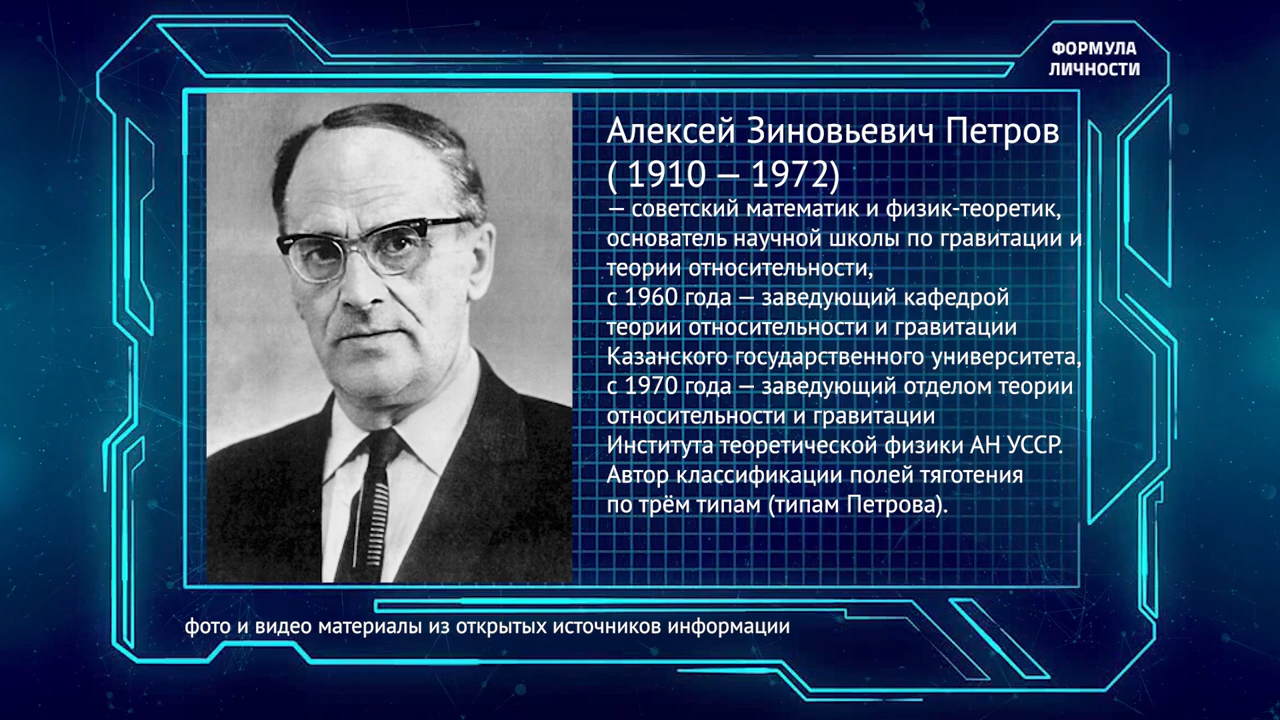 ФОРМУЛА
ЛИЧНОСТИ
Алексей Зиновьевич Петров
( 1910 — 1972)
— советский математик и физик-теоретик,
основатель научной школы по гравитации и
теории относительности,
с 1960 года — заведующий кафедрой
теории относительности и гравитации
Казанского государственного университета,
с 1970 года — заведующий отделом теории
относительности и гравитации
Института теоретической физики АН УССР.
Автор классификации полей тяготения
по трём типам (типам Петрова).
фото и видео материалы из открытых источников информации